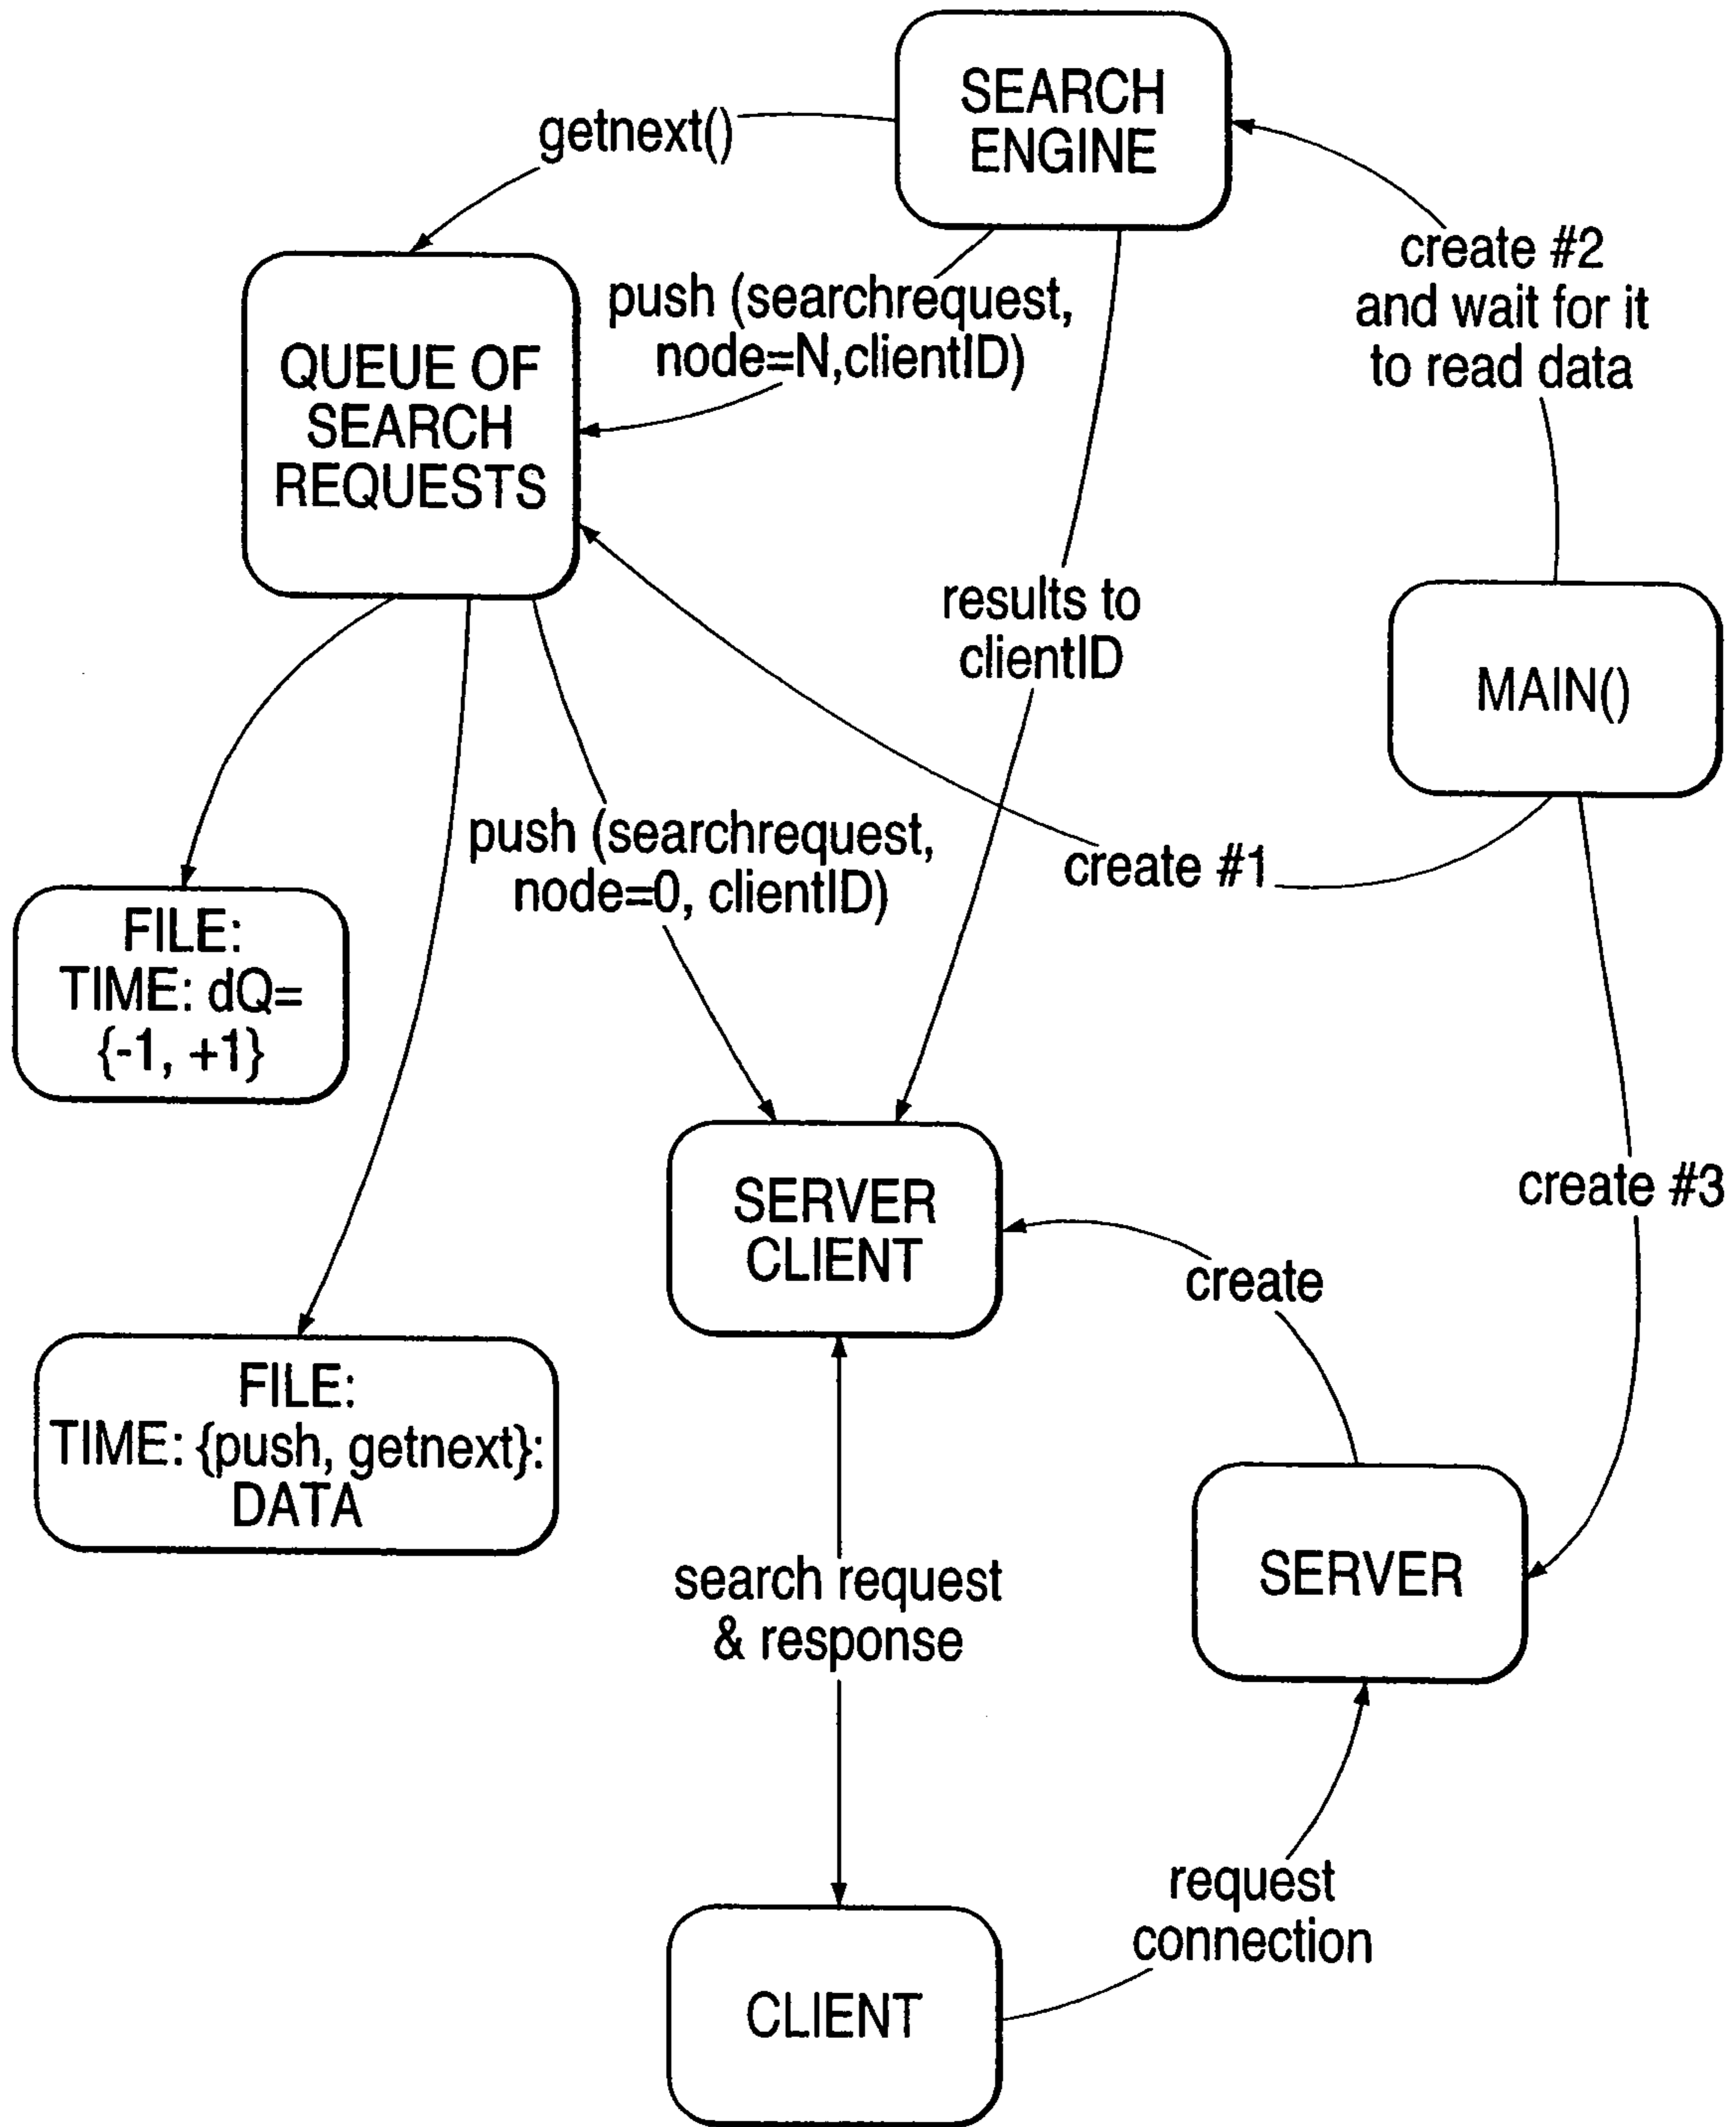 SEARCH
ENGINE
getnext()
create #2
and wait for it
to read data
push (searchrequest,
node=N,clientID)
QUEUE OF
SEARCH
REQUESTS
results to
clientID
MAIN()
push (searchrequest,
node=0, clientID)
create #1
FILE:
TIME: dQ=
{-1, +1}
SERVER
CLIENT
create #3
create
FILE:
TIME: {push, getnext}:
DATA
SERVER
search request
& response
request
connection
CLIENT